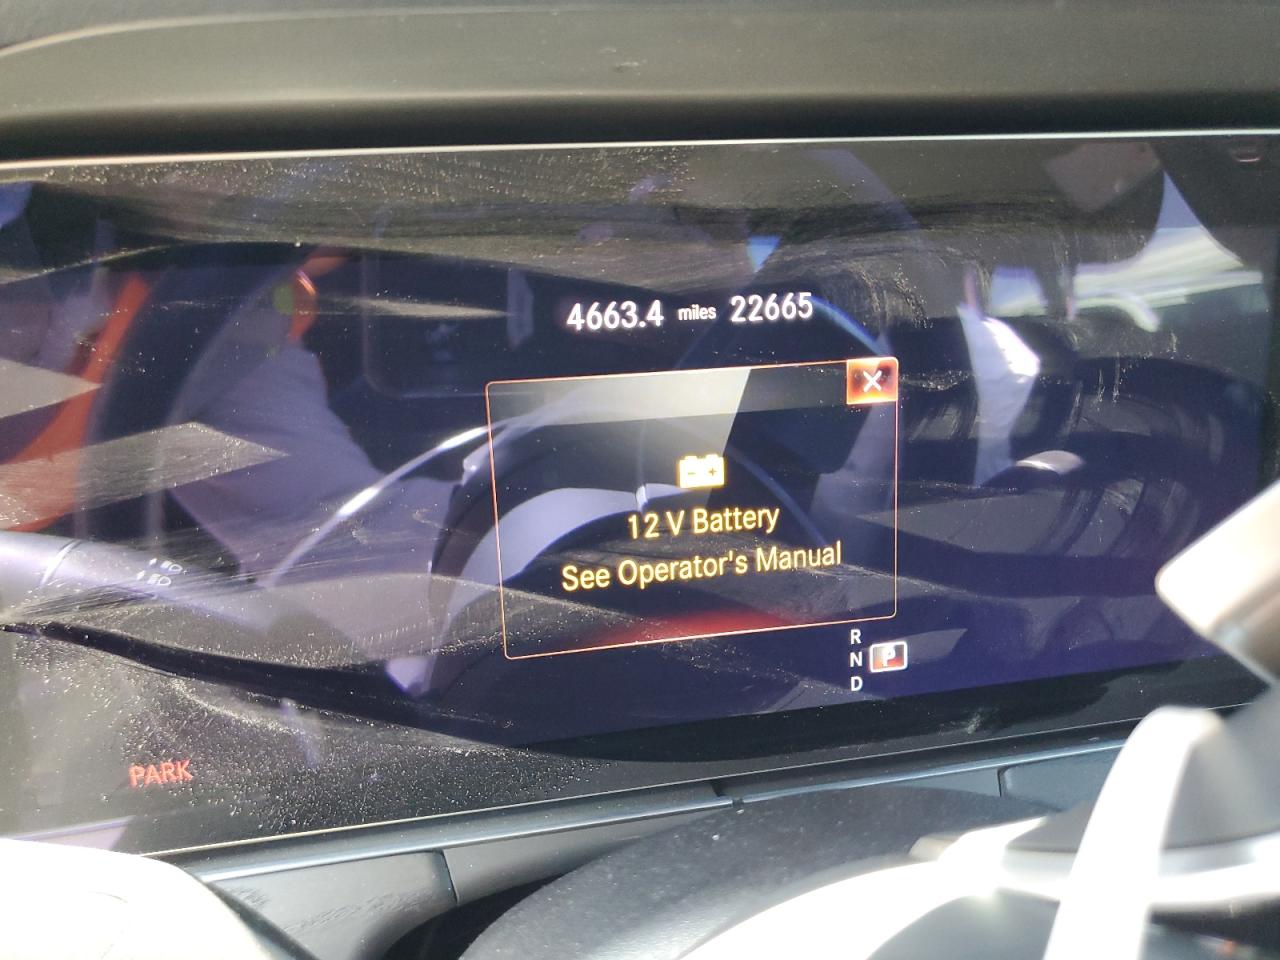 4663.4 miles 22665
12 V Battery
See Operator's Manual
R
N P
D
PARK